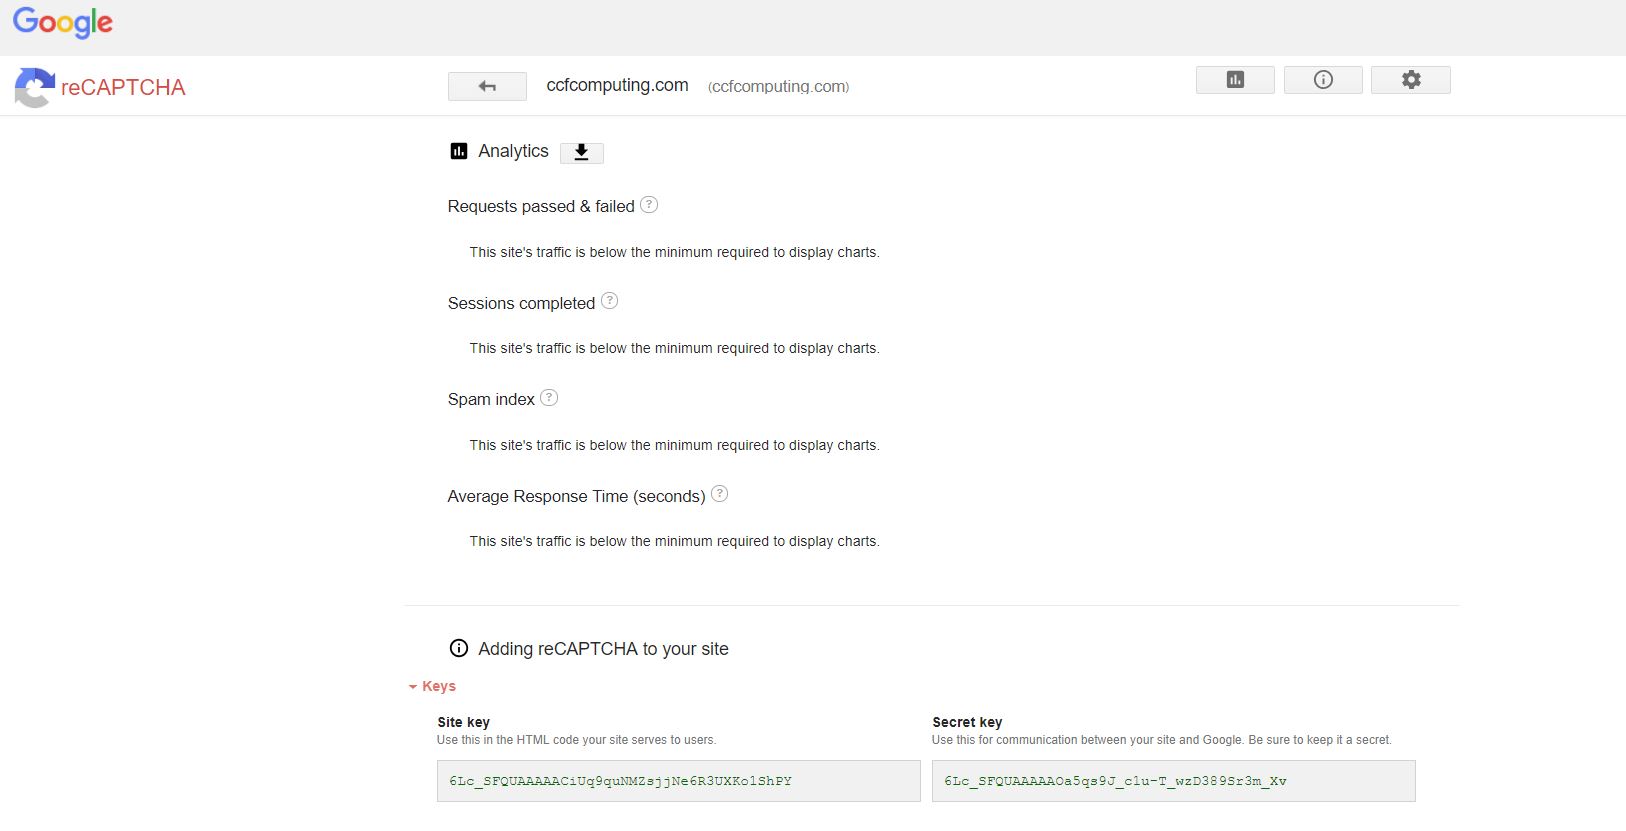 Google
reCAPTCHA
ccfcomputing.com (ccfcomputing.com)
Analytics
Requests passed & failed ?
This site's traffic is below the minimum required to display charts.
Sessions completed ?
This site's traffic is below the minimum required to display charts.
Spam index ?
This site's traffic is below the minimum required to display charts.
Average Response Time (seconds) ?
This site's traffic is below the minimum required to display charts.
Adding reCAPTCHA to your site
Keys
Site key
Use this in the HTML code your site serves to users.
6Lc_SFQUAAAAACiUq9quNMZsjjNe6R3UXKo1ShPY
Secret key
Use this for communication between your site and Google. Be sure to keep it a secret.
6Lc_SFQUAAAAAOa5qs9J_c1u-T_wzD389Sr3m_Xv